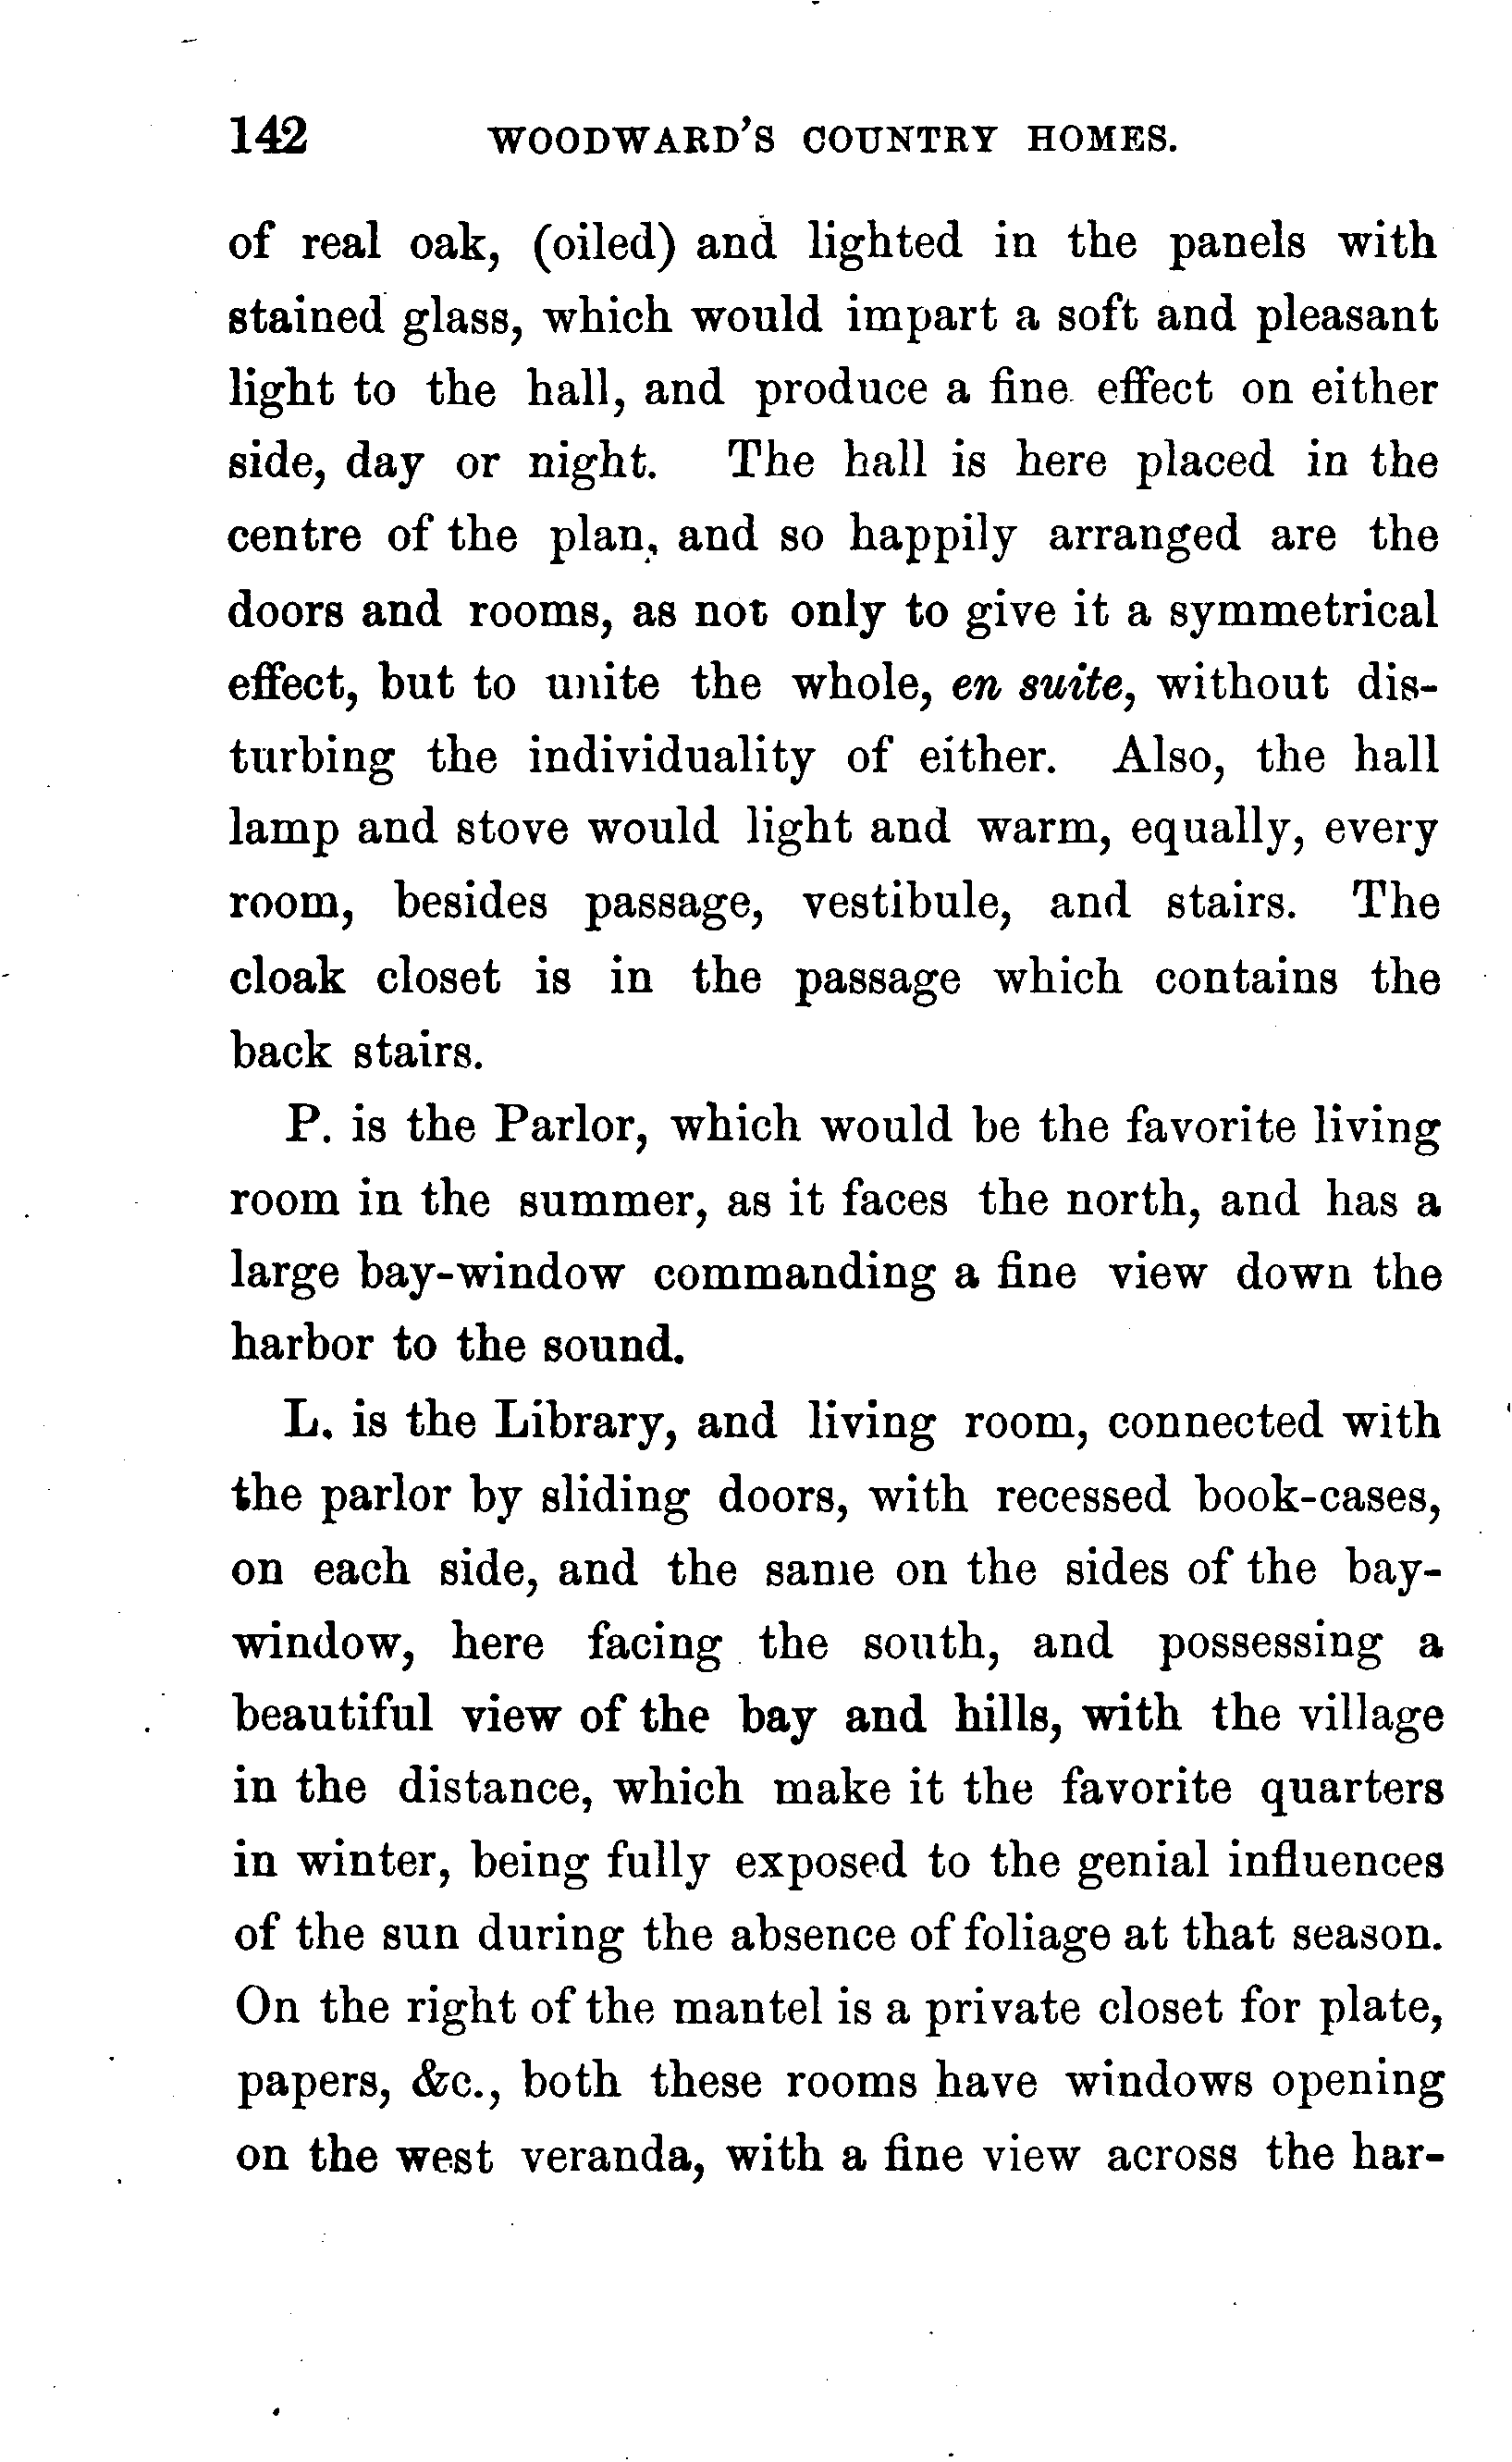 142 WOODWARD'S COUNTRY HOMES.
of real oak, (oiled) and lighted in the panels with
stained glass, which would impart a soft and pleasant
light to the hall, and produce a fine effect on either
side, day or night. The hall is here placed in the
centre of the plan, and so happily arranged are the
doors and rooms, as not only to give it a symmetrical
effect, but to unite the whole, en suite, without dis-
turbing the individuality of either. Also, the hall
lamp and stove would light and warm, equally, every
room, besides passage, vestibule, and stairs. The
cloak closet is in the passage which contains the
back stairs.
P. is the Parlor, which would be the favorite living
room in the summer, as it faces the north, and has a
large bay-window commanding a fine view down the
harbor to the sound.
L. is the Library, and living room, connected with
the parlor by sliding doors, with recessed book-cases,
on each side, and the same on the sides of the bay-
window, here facing the south, and possessing a
beautiful view of the bay and hills, with the village
in the distance, which make it the favorite quarters
in winter, being fully exposed to the genial influences
of the sun during the absence of foliage at that season.
On the right of the mantel is a private closet for plate,
papers, &c., both these rooms have windows opening
on the west veranda, with a fine view across the har-